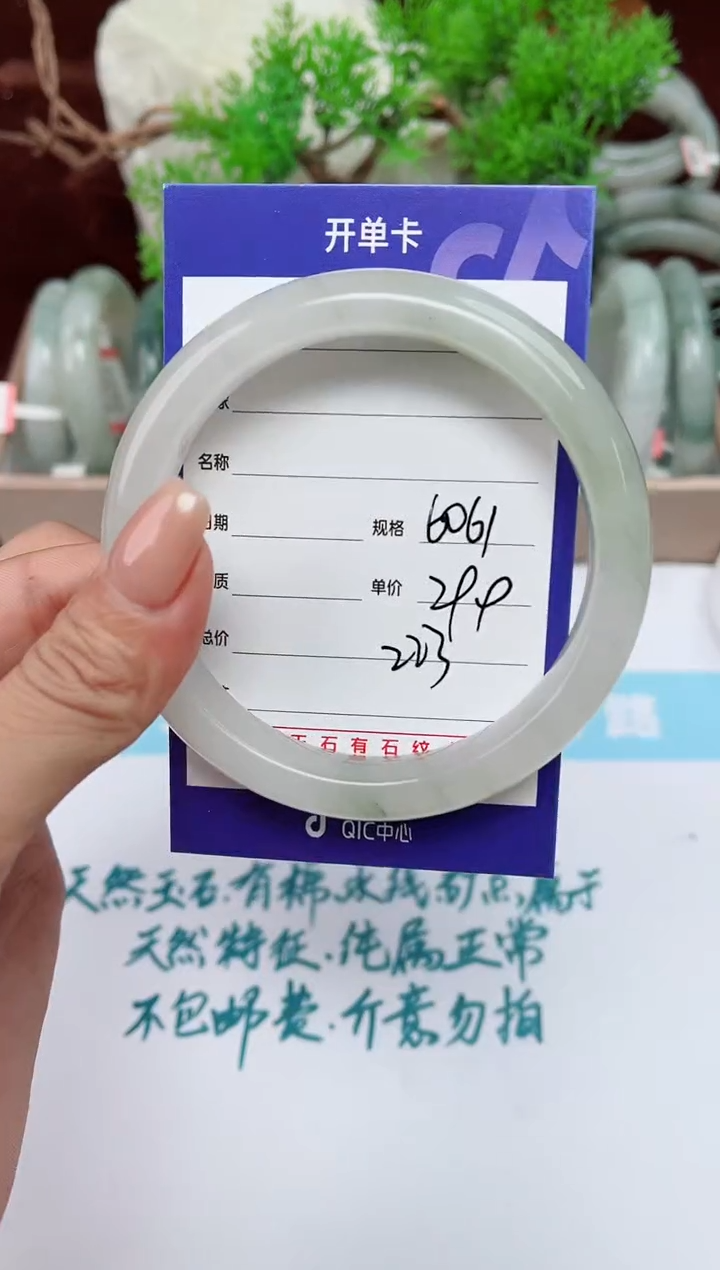 开单卡
名称
期 规格 6061
质 单价 299
总价 223
玉石有石纹
QIC中心
天然玉石.有棉.水线.矿点,属于
天然特征.纯属正常
不包邮费.介意勿拍